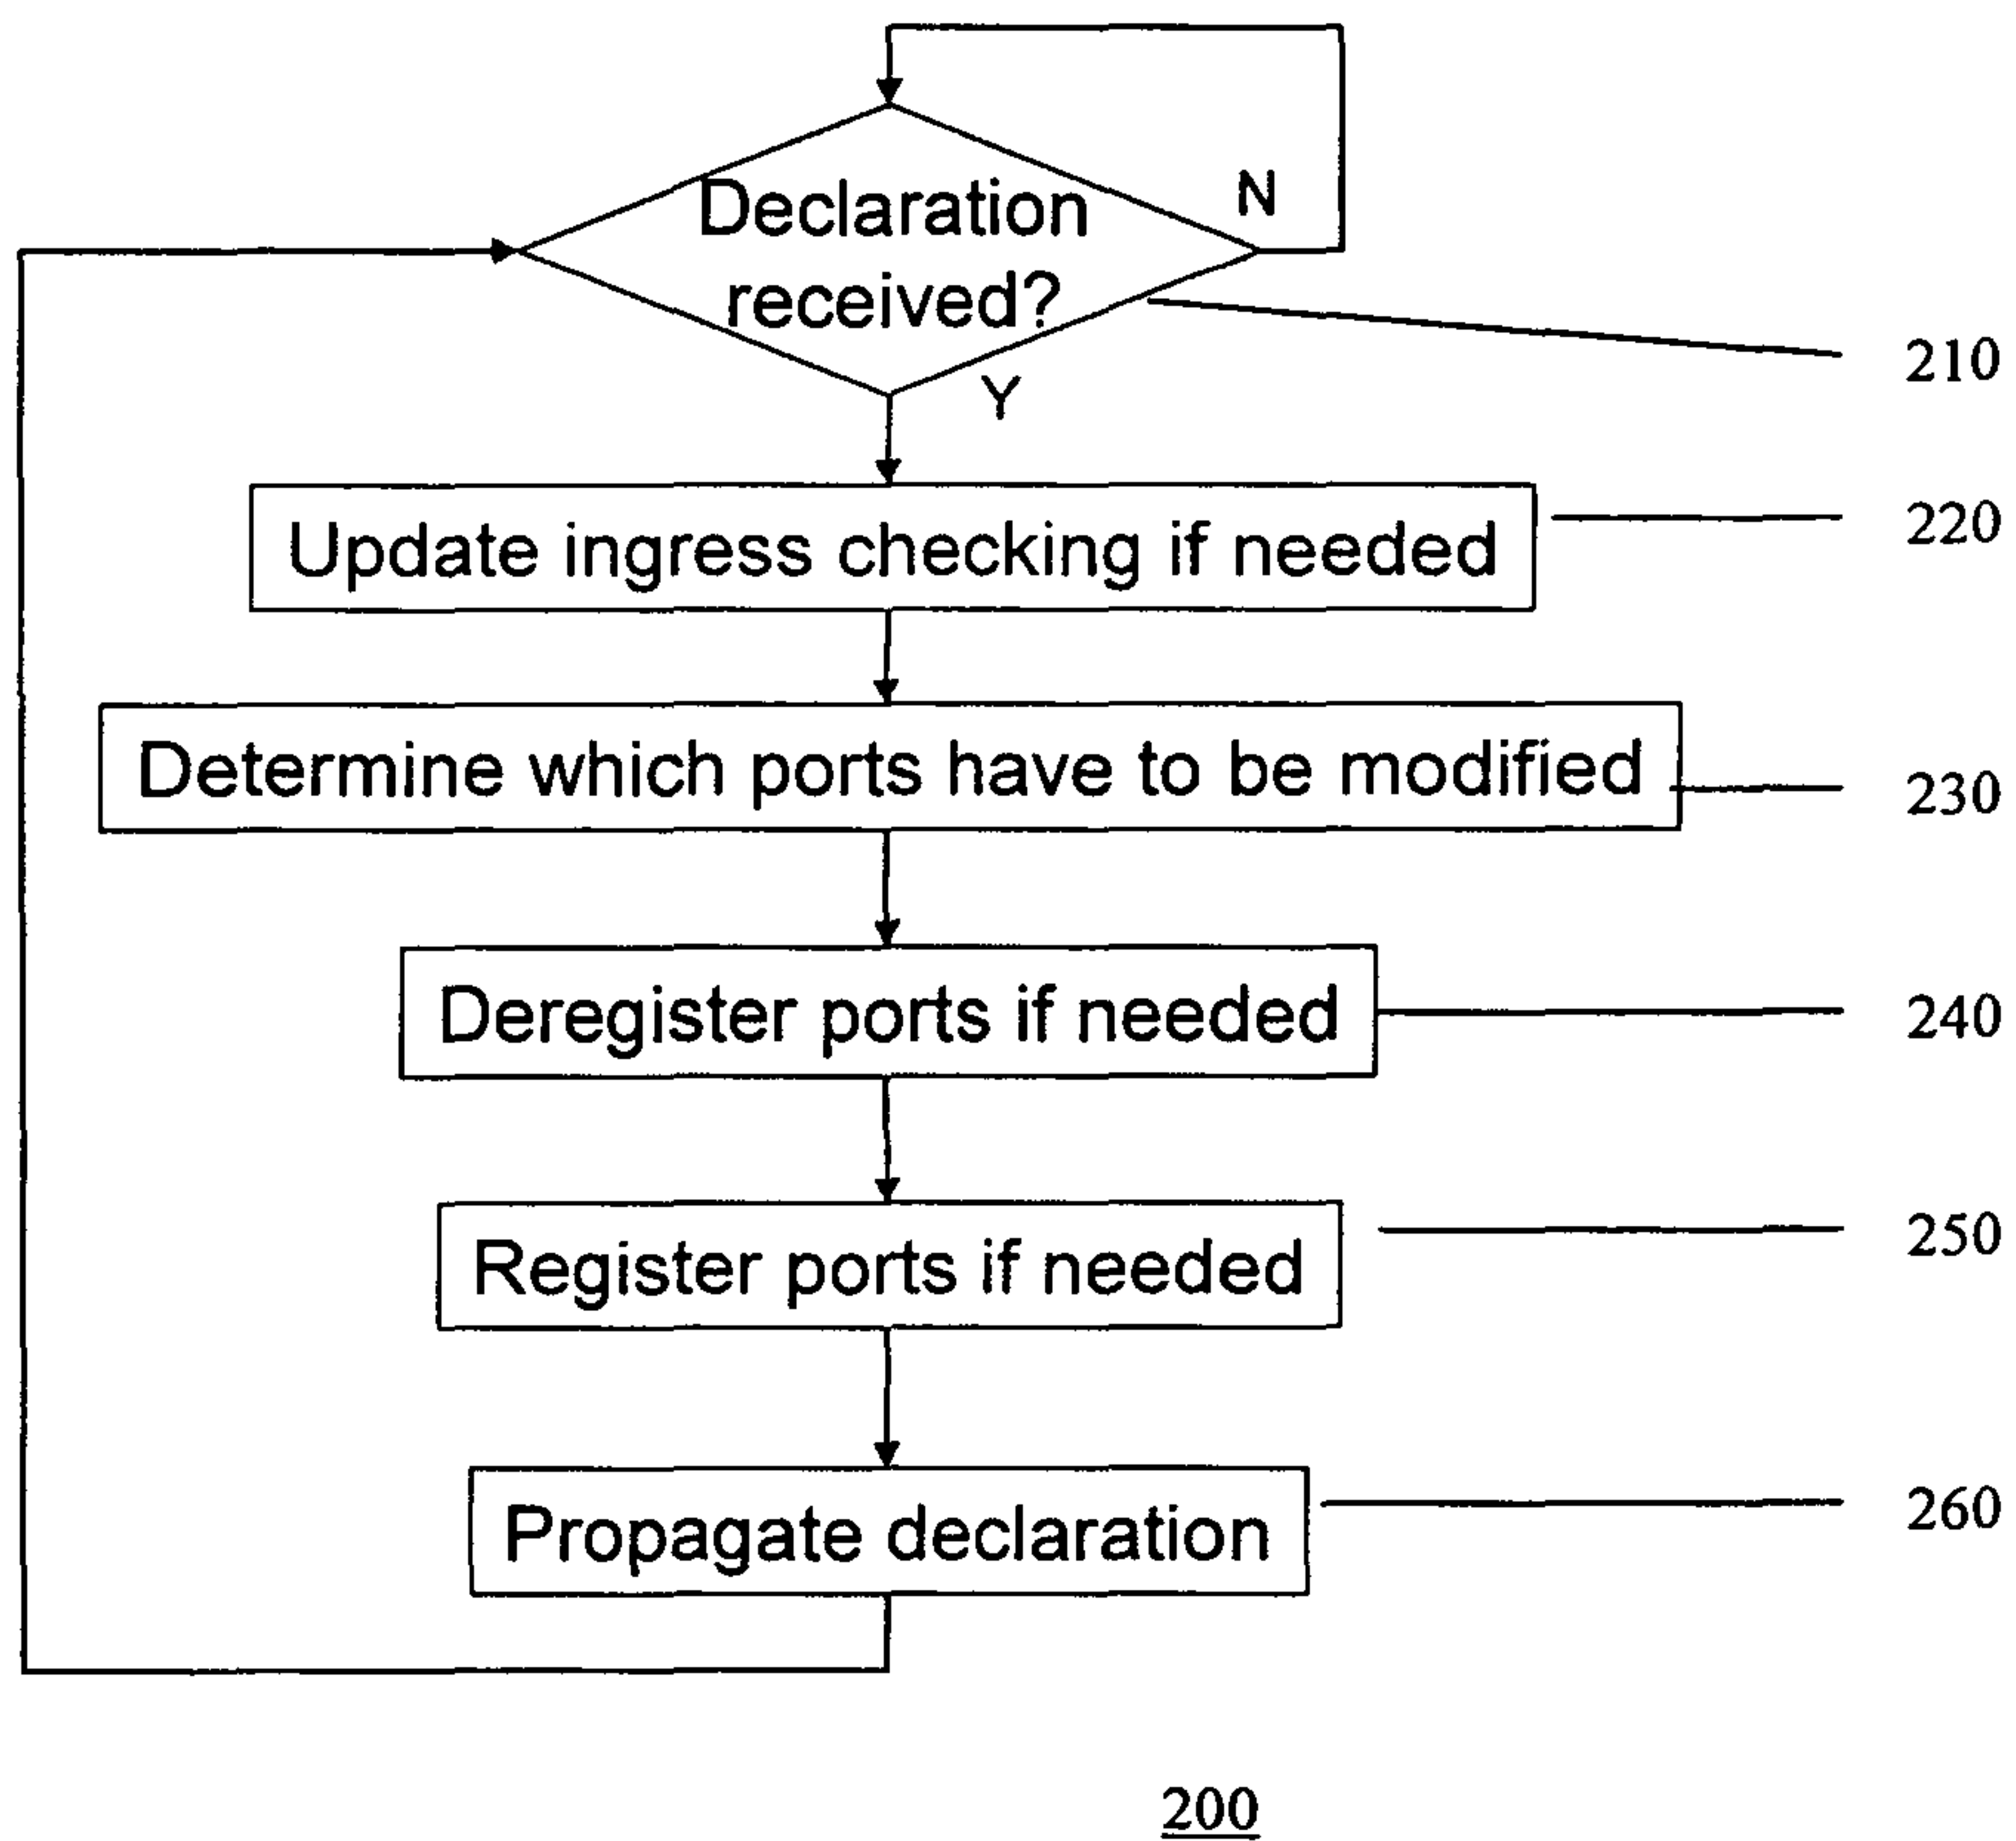 Declaration
received?
N
Y
210
Update ingress checking if needed
220
Determine which ports have to be modified
230
Deregister ports if needed
240
Register ports if needed
250
Propagate declaration
260
200